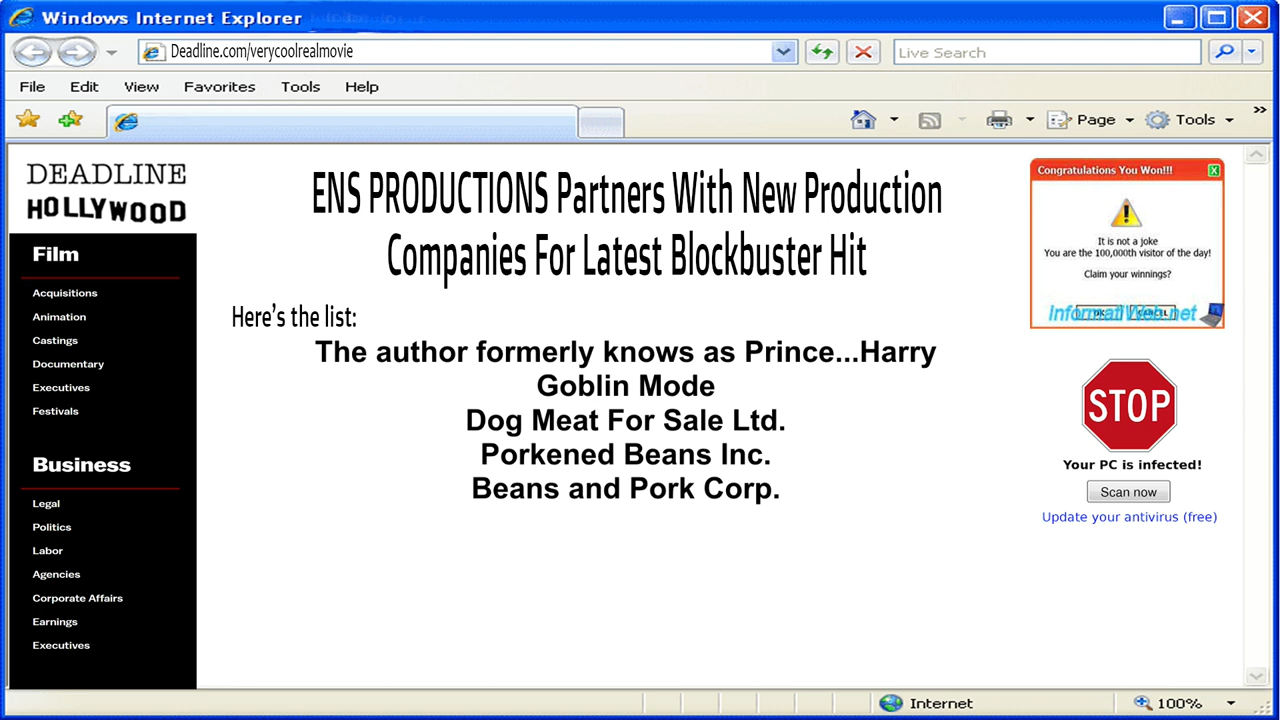 Windows Internet Explorer
Deadline.com/verycoolrealmovie
Live Search
File Edit View Favorites Tools Help
Page Tools
DEADLINE
HOLLYWOOD
Film
Acquisitions
Animation
Castings
Documentary
Executives
Festivals
Business
Legal
Politics
Labor
Agencies
Corporate Affairs
Earnings
Executives
ENS PRODUCTIONS Partners With New Production
Companies For Latest Blockbuster Hit
Here's the list:
The author formerly knows as Prince...Harry
Goblin Mode
Dog Meat For Sale Ltd.
Porkened Beans Inc.
Beans and Pork Corp.
Congratulations You Won!!!
It is not a joke
You are the 100,000th visitor of the day!
Claim your winnings?
InformatiWeb.net
STOP
Your PC is infected!
Scan now
Update your antivirus (free)
Internet
100%